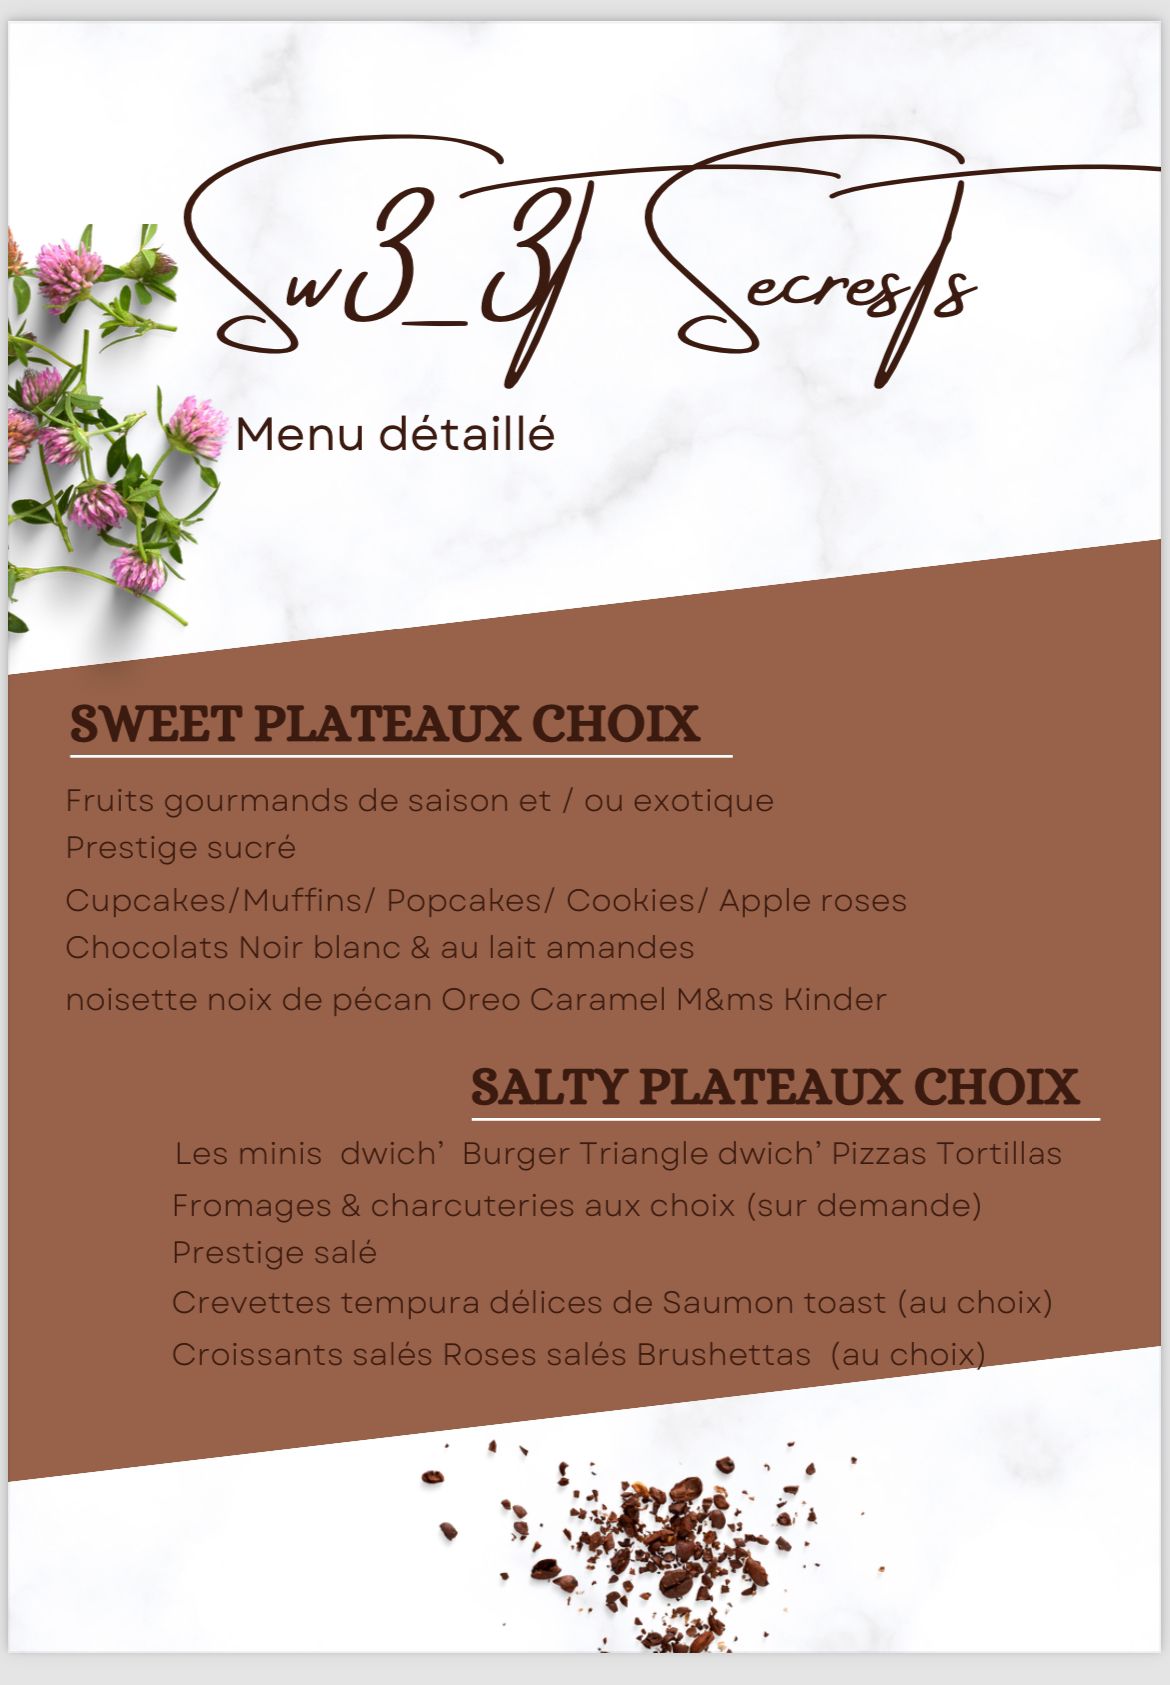 Sw3_3T SecresTs
Menu détaillé
SWEET PLATEAUX CHOIX
Fruits gourmands de saison et / ou exotique
Prestige sucré
Cupcakes/Muffins/ Popcakes/ Cookies/ Apple roses
Chocolats Noir blanc & au lait amandes
noisette noix de pécan Oreo Caramel M&ms Kinder
SALTY PLATEAUX CHOIX
Les minis  dwich’  Burger Triangle dwich’ Pizzas Tortillas
Fromages & charcuteries aux choix (sur demande)
Prestige salé
Crevettes tempura délices de Saumon toast (au choix)
Croissants salés Roses salés Brushettas  (au choix)